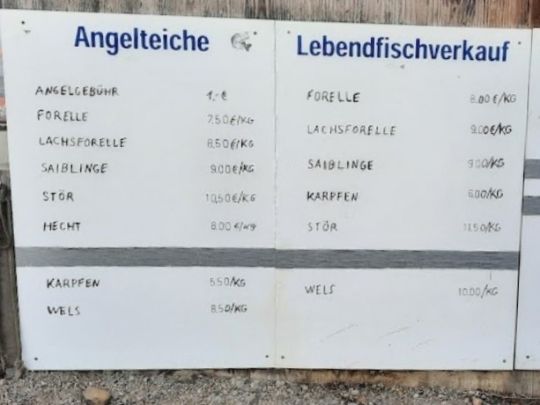 Angelteiche
ANGELGEBÜHR 1,-€
FORELLE 7.50€/KG
LACHSFORELLE 8,50€/KG
SAIBLINGE 9.00€/KG
STÖR 10,50€/KG
HECHT 8.00€/KG
KARPFEN 5.50/KG
WELS 8.50/KG
Lebendfischverkauf
FORELLE 8.00€/KG
LACHSFORELLE 9.00€/KG
SAIBLINGE 9.00/KG
KARPFEN 6.00/KG
STÖR 11.50/KG
WELS 10.00/KG